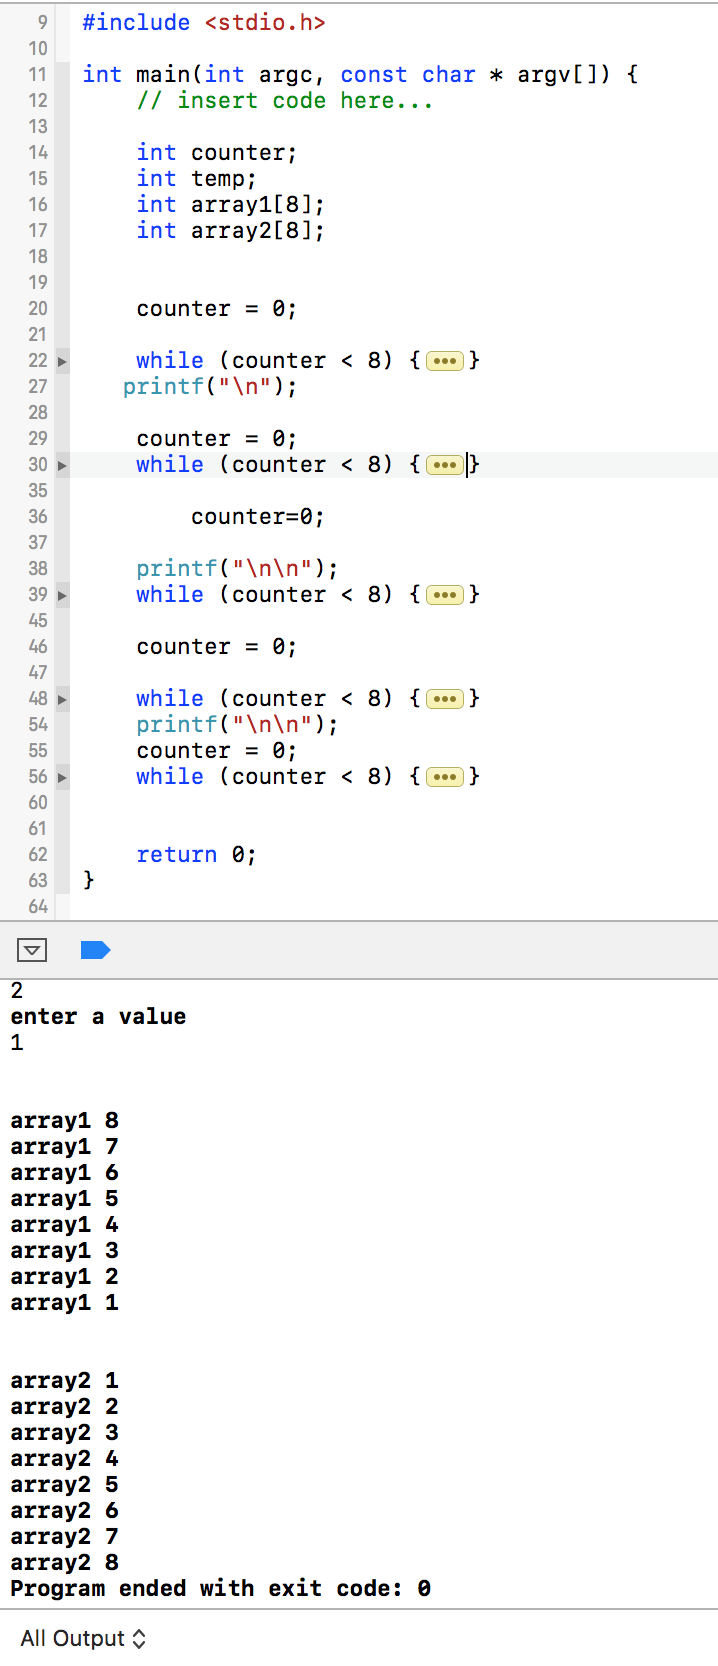 9 #include <stdio.h>
10
11 int main(int argc, const char * argv[]) {
12 // insert code here...
13
14 int counter;
15 int temp;
16 int array1[8];
17 int array2[8];
18
19
20 counter = 0;
21
22 while (counter < 8) {•••}
27 printf("\n");
28
29 counter = 0;
30 while (counter < 8) {•••}
35
36 counter=0;
37
38 printf("\n\n");
39 while (counter < 8) {•••}
45
46 counter = 0;
47
48 while (counter < 8) {•••}
54 printf("\n\n");
55 counter = 0;
56 while (counter < 8) {•••}
60
61
62 return 0;
63 }
64
2
enter a value
1
array1 8
array1 7
array1 6
array1 5
array1 4
array1 3
array1 2
array1 1
array2 1
array2 2
array2 3
array2 4
array2 5
array2 6
array2 7
array2 8
Program ended with exit code: 0
All Output